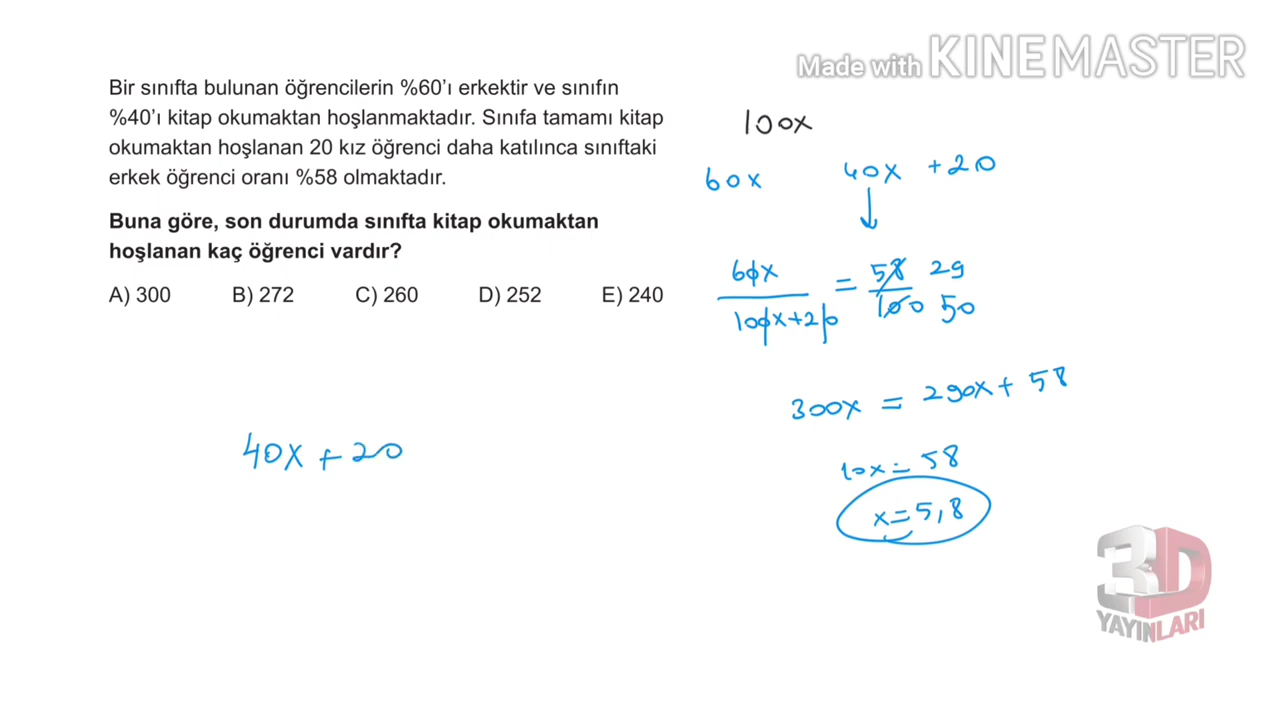 Made with KINEMASTER
Bir sınıfta bulunan öğrencilerin %60'ı erkektir ve sınıfın
%40'ı kitap okumaktan hoşlanmaktadır. Sınıfa tamamı kitap
okumaktan hoşlanan 20 kız öğrenci daha katılınca sınıftaki
erkek öğrenci oranı %58 olmaktadır.
Buna göre, son durumda sınıfta kitap okumaktan
hoşlanan kaç öğrenci vardır?
A) 300 B) 272 C) 260 D) 252 E) 240
40x + 20
100x
60x 40x + 20
60x = 58 29
100x+20 100 50
300x = 290x + 58
10x = 58
x = 5,8
3D
YAYINLARI